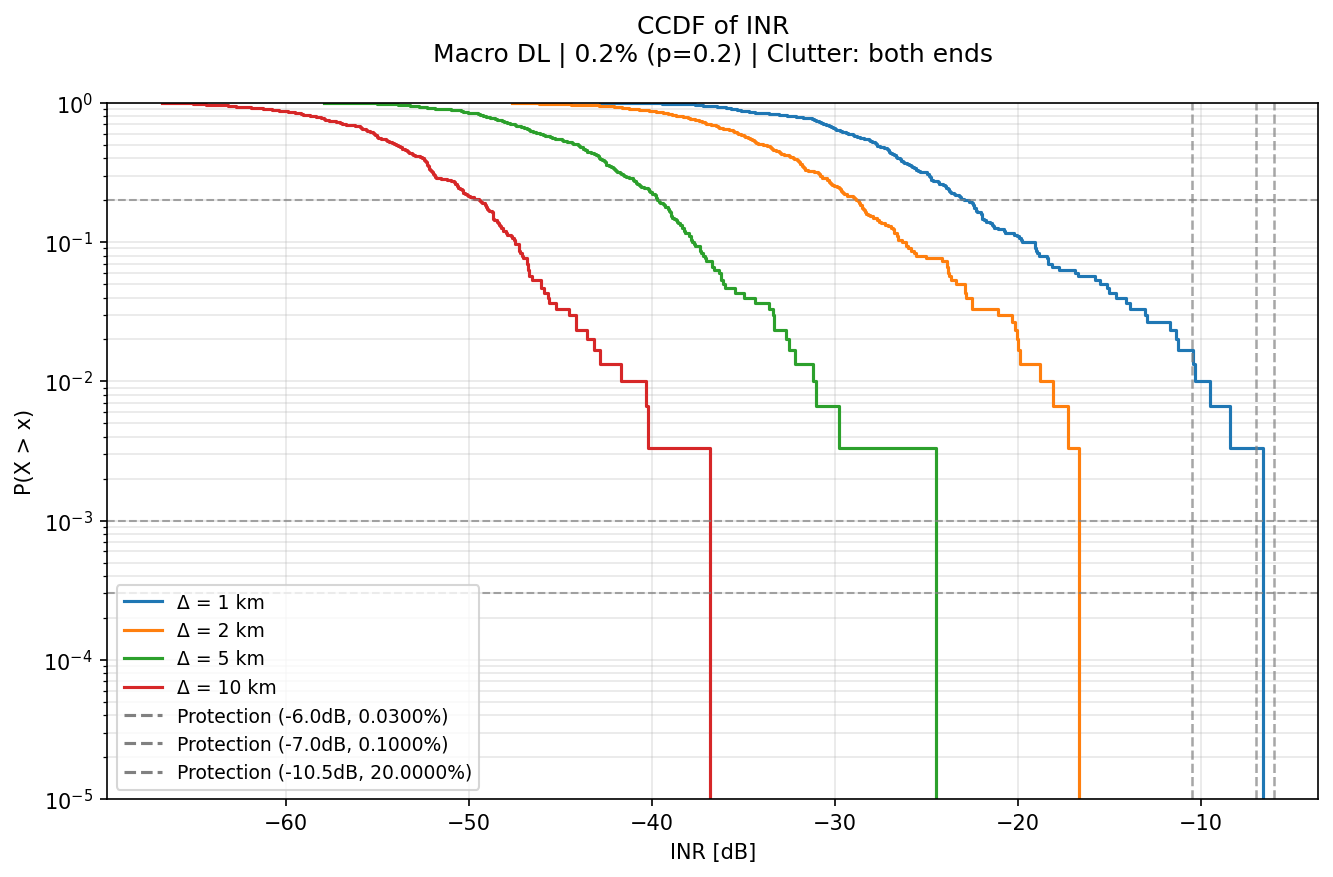 CCDF of INR
Macro DL | 0.2% (p=0.2) | Clutter: both ends
P(X > x)
10⁰
10⁻¹
10⁻²
10⁻³
10⁻⁴
10⁻⁵
Δ = 1 km
Δ = 2 km
Δ = 5 km
Δ = 10 km
Protection (-6.0dB, 0.0300%)
Protection (-7.0dB, 0.1000%)
Protection (-10.5dB, 20.0000%)
−60 −50 −40 −30 −20 −10
INR [dB]